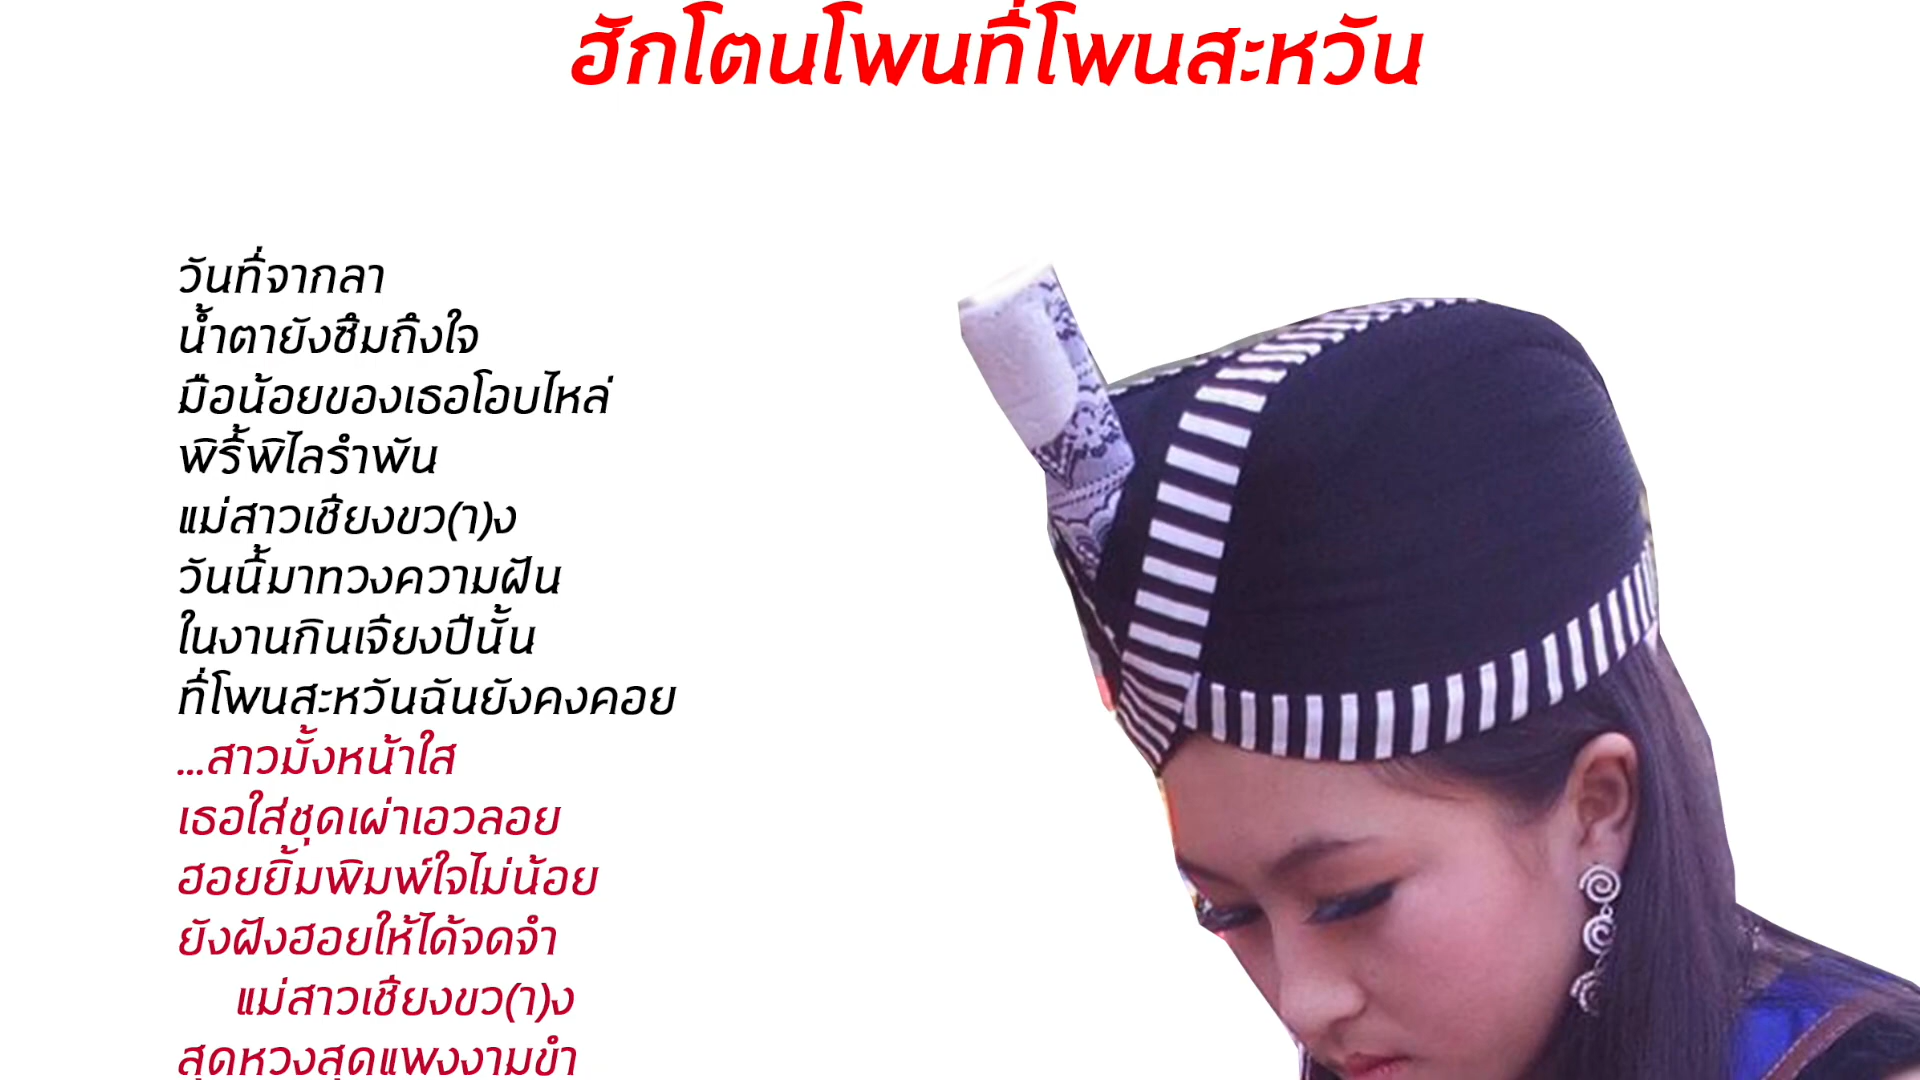 ฮักโตนโพนที่โพนสะหวัน
วันที่จากลา
น้ำตายังซึมถึงใจ
มือน้อยของเธอโอบไหล่
พิรี้พิไลรำพัน
แม่สาวเชียงขว(า)ง
วันนี้มาทวงความฝัน
ในงานกินเจียงปีนั้น
ที่โพนสะหวันฉันยังคงคอย
...สาวมั้งหน้าใส
เธอใส่ชุดเผ่าเอวลอย
ฮอยยิ้มพิมพ์ใจไม่น้อย
ยังฝังฮอยให้ได้จดจำ
แม่สาวเชียงขว(า)ง
สุดหวงสุดแพงงามขำ